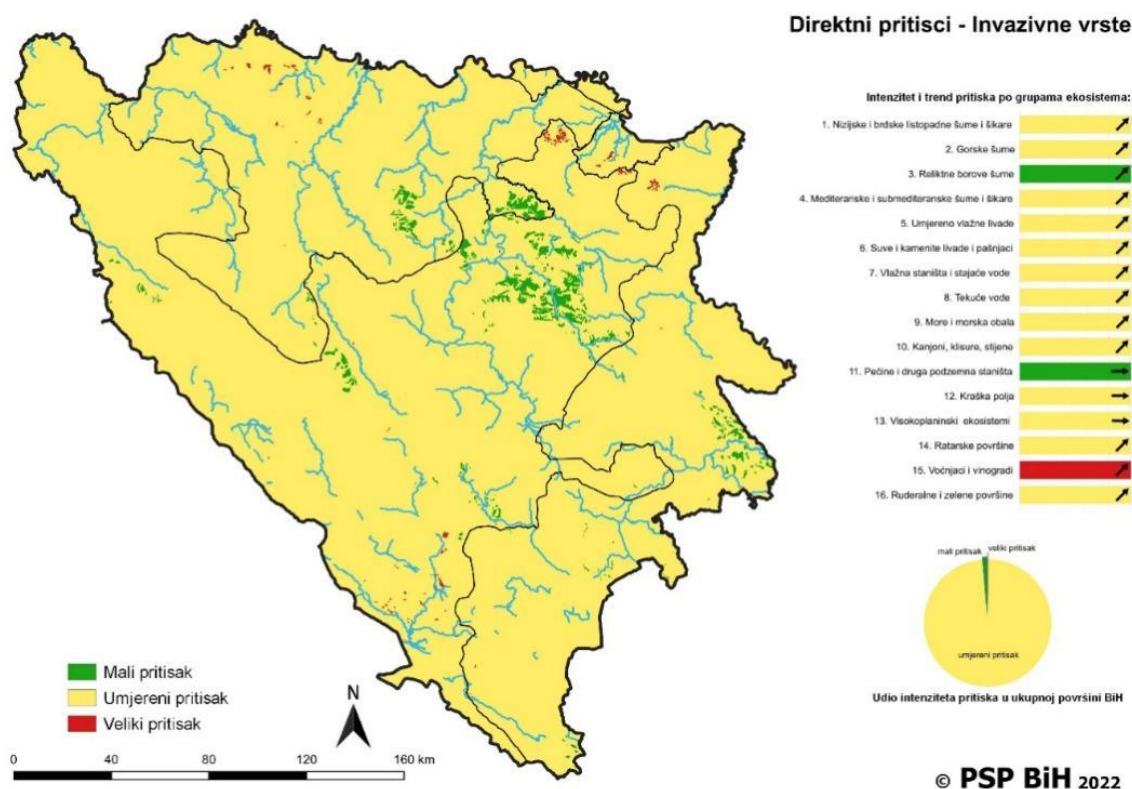 Direktni pritisci - Invazivne vrste
Intenzitet i trend pritiska po grupama ekosistema:
1. Nizijske i brdske listopadne šume i šikare
2. Gorske šume
3. Reliktne borove šume
4. Mediteranske i submediteranske šume i šikare
5. Umjereno vlažne livade
6. Suve i kamenite livade i pašnjaci
7. Vlažna staništa i stajaće vode
8. Tekuće vode
9. More i morska obala
10. Kanjoni, klisure, stijene
11. Pećine i druga podzemna staništa
12. Kraška polja
13. Visokoplaninski ekosistemi
14. Ratarske površine
15. Voćnjaci i vinogradi
16. Ruderalne i zelene površine
mali pritisak
veliki pritisak
umjereni pritisak
Udio intenziteta pritiska u ukupnoj površini BiH
Mali pritisak
Umjereni pritisak
Veliki pritisak
N
0 40 80 120 160 km
© PSP BiH 2022